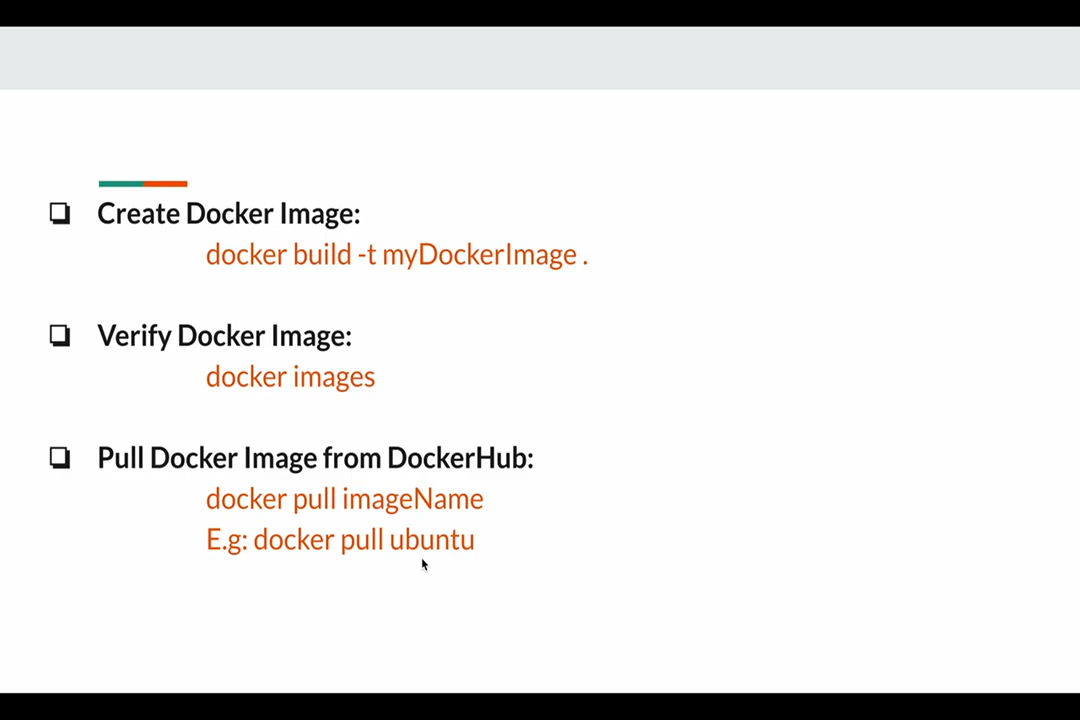 Create Docker Image:
docker build -t myDockerImage .
Verify Docker Image:
docker images
Pull Docker Image from DockerHub:
docker pull imageName
E.g: docker pull ubuntu